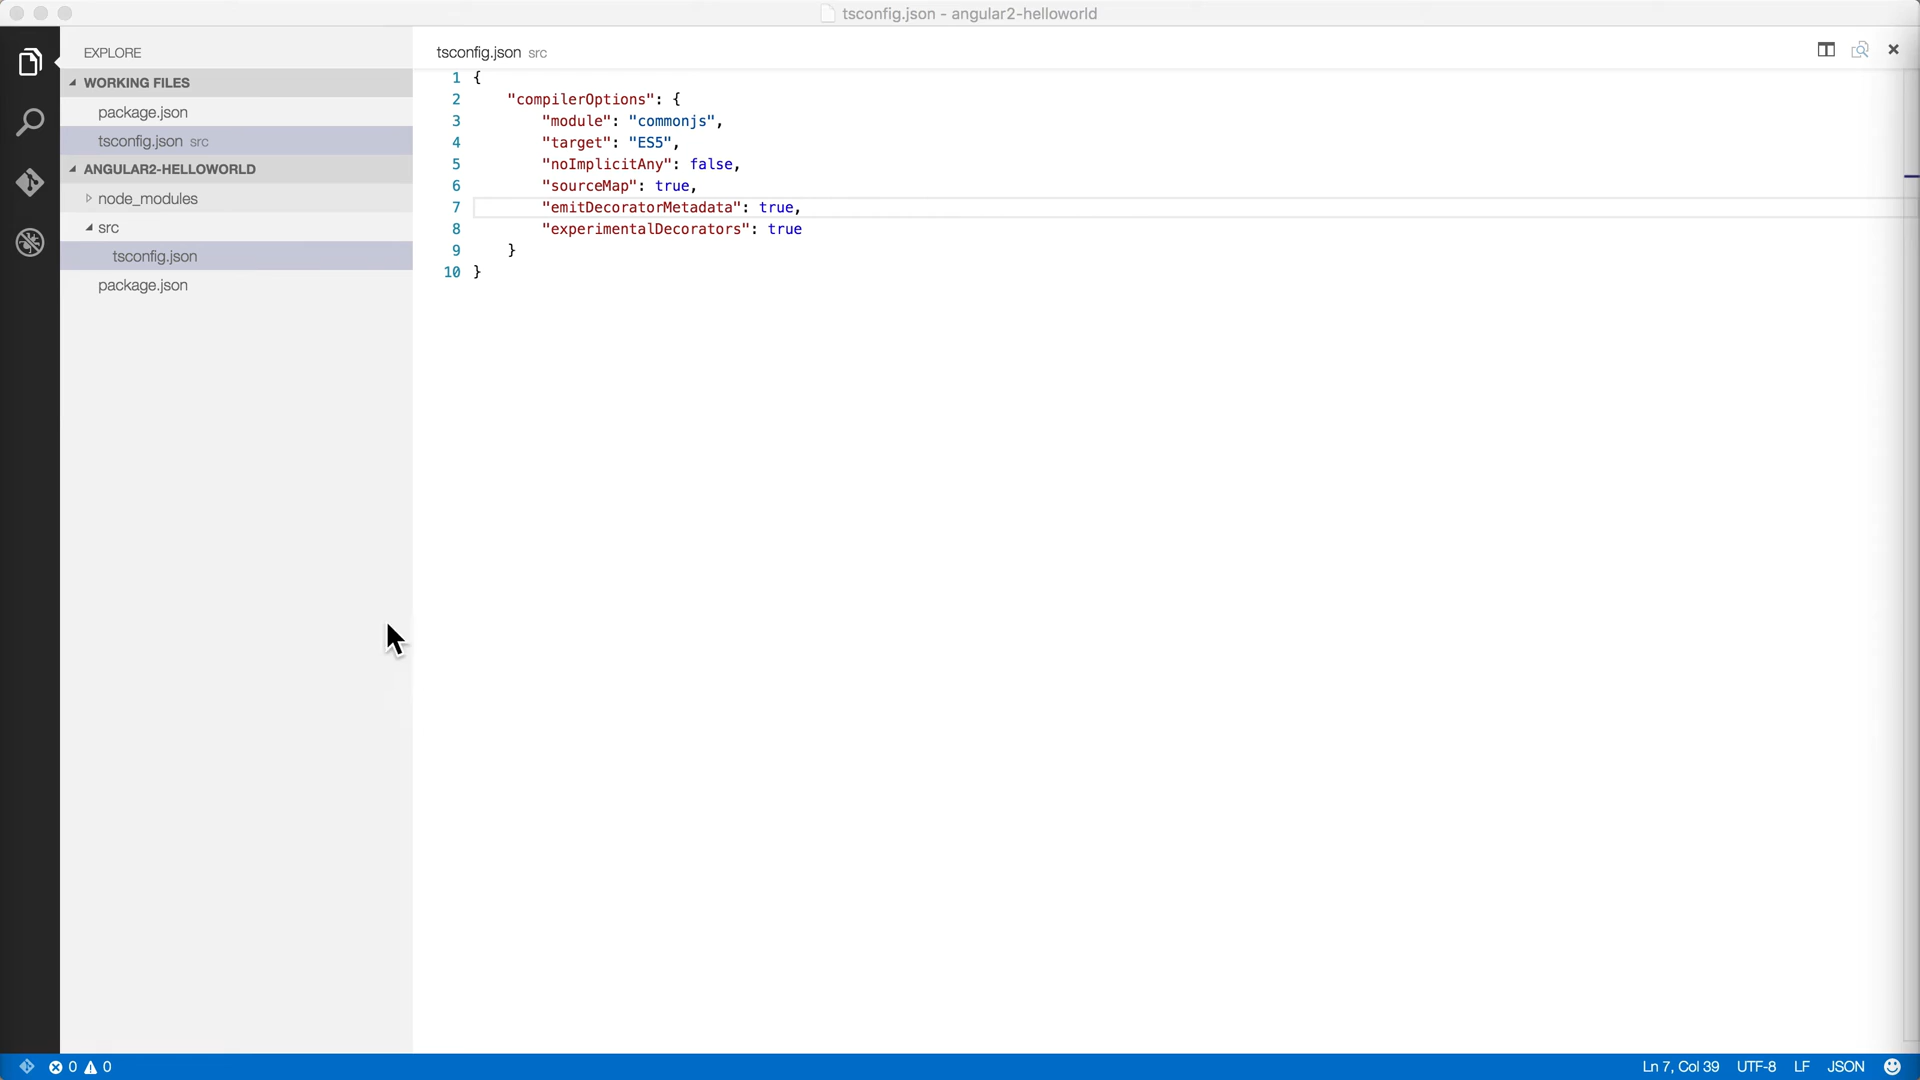 tsconfig.json - angular2-helloworld
EXPLORE
WORKING FILES
package.json
tsconfig.json src
ANGULAR2-HELLOWORLD
node_modules
src
tsconfig.json
package.json
tsconfig.json src
1 {
2 "compilerOptions": {
3 "module": "commonjs",
4 "target": "ES5",
5 "noImplicitAny": false,
6 "sourceMap": true,
7 "emitDecoratorMetadata": true,
8 "experimentalDecorators": true
9 }
10 }
0 0
Ln 7, Col 39 UTF-8 LF JSON